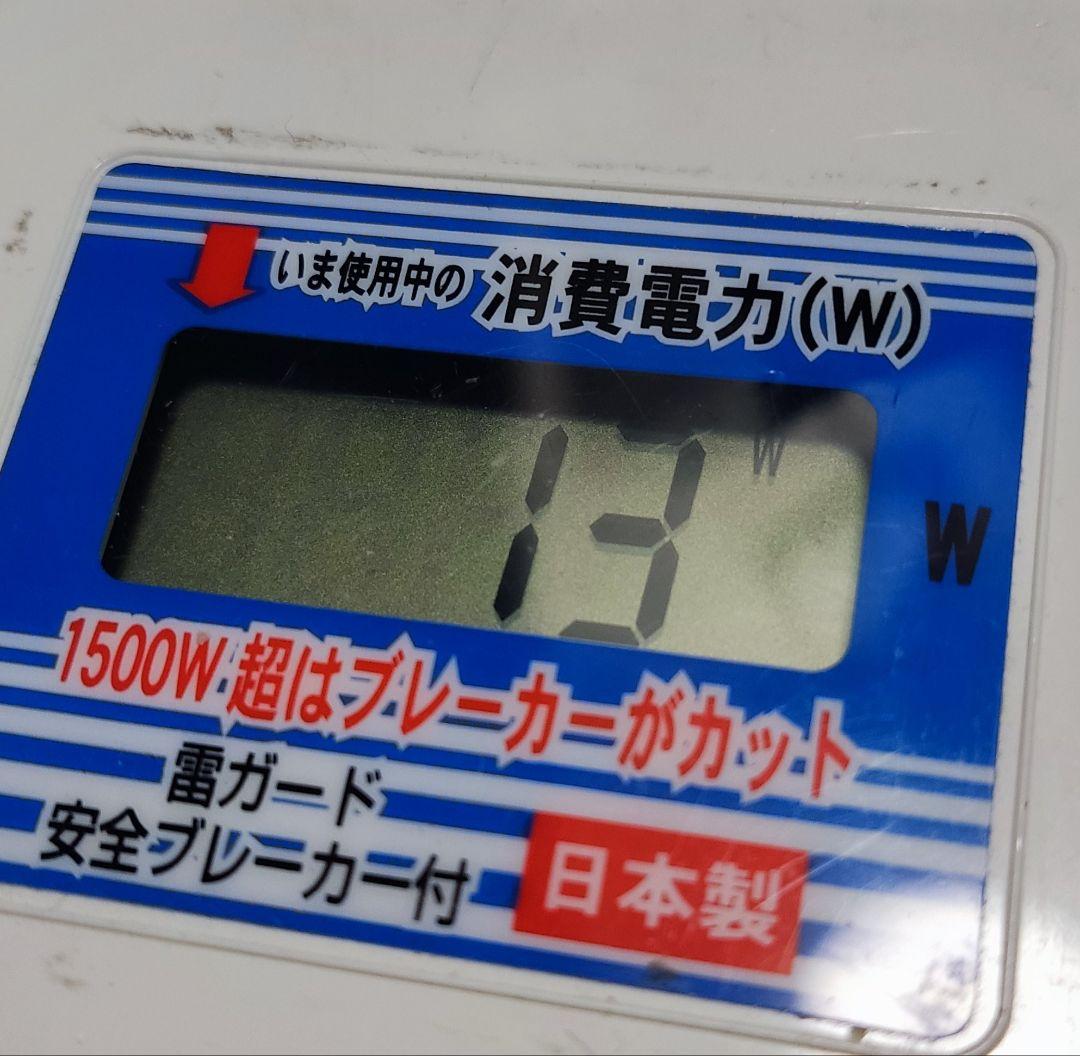 いま使用中の 消費電力(W)
13 W
W
1500W 超はブレーカーがカット
雷ガード
安全ブレーカー付
日本製